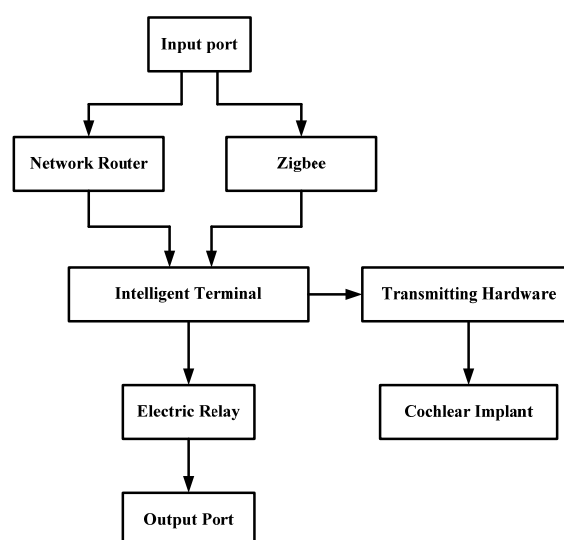 Input port
Network Router
Zigbee
Intelligent Terminal
Transmitting Hardware
Electric Relay
Cochlear Implant
Output Port